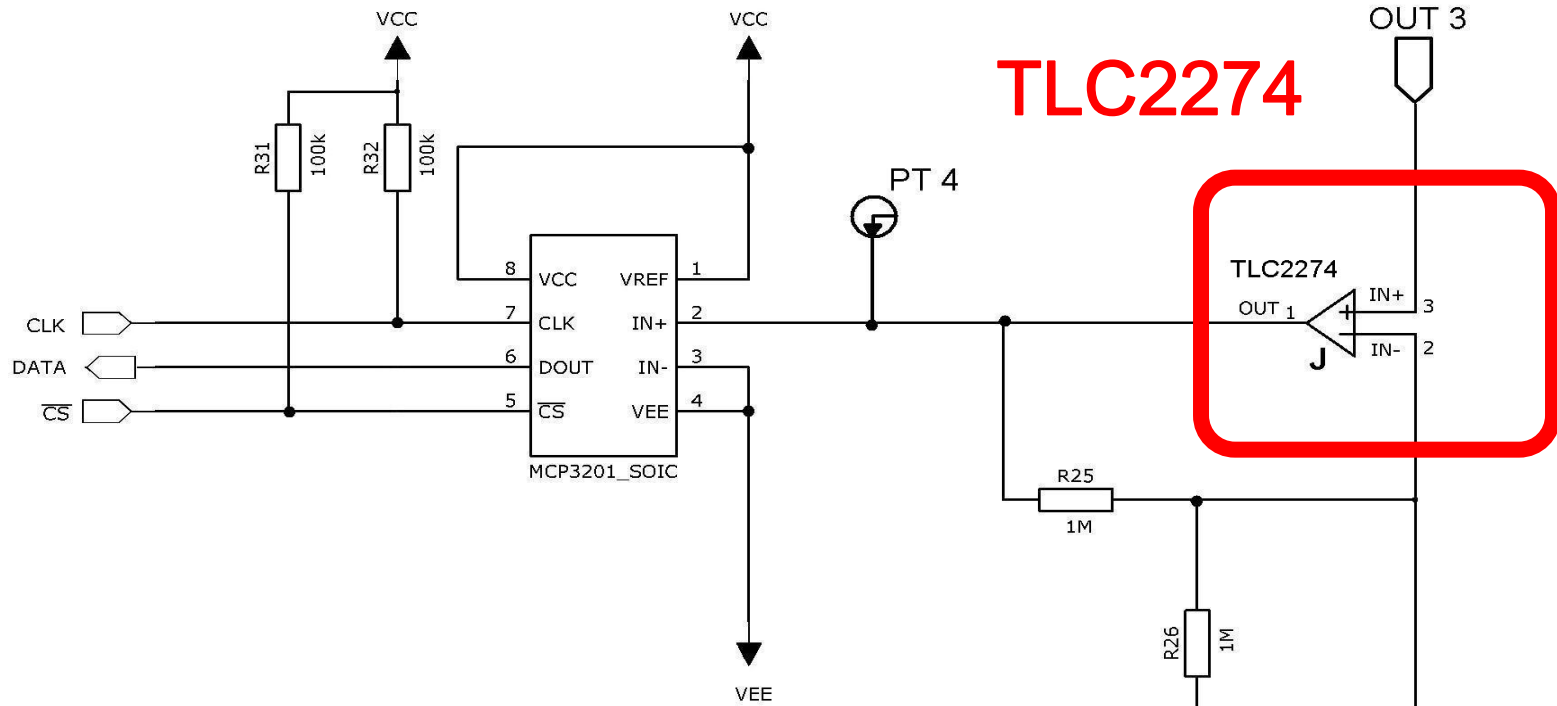 OUT 3
VCC
VCC
TLC2274
R31
100k
R32
100k
PT 4
TLC2274
8
VCC
VREF
1
IN+
3
OUT
1
CLK
7
CLK
IN+
2
J
IN-
2
DATA
6
DOUT
IN-
3
CS
5
CS
VEE
4
MCP3201_SOIC
R25
1M
R26
1M
VEE